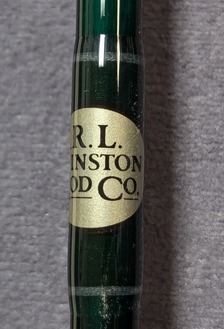 R. L.
INSTON
OD CO.